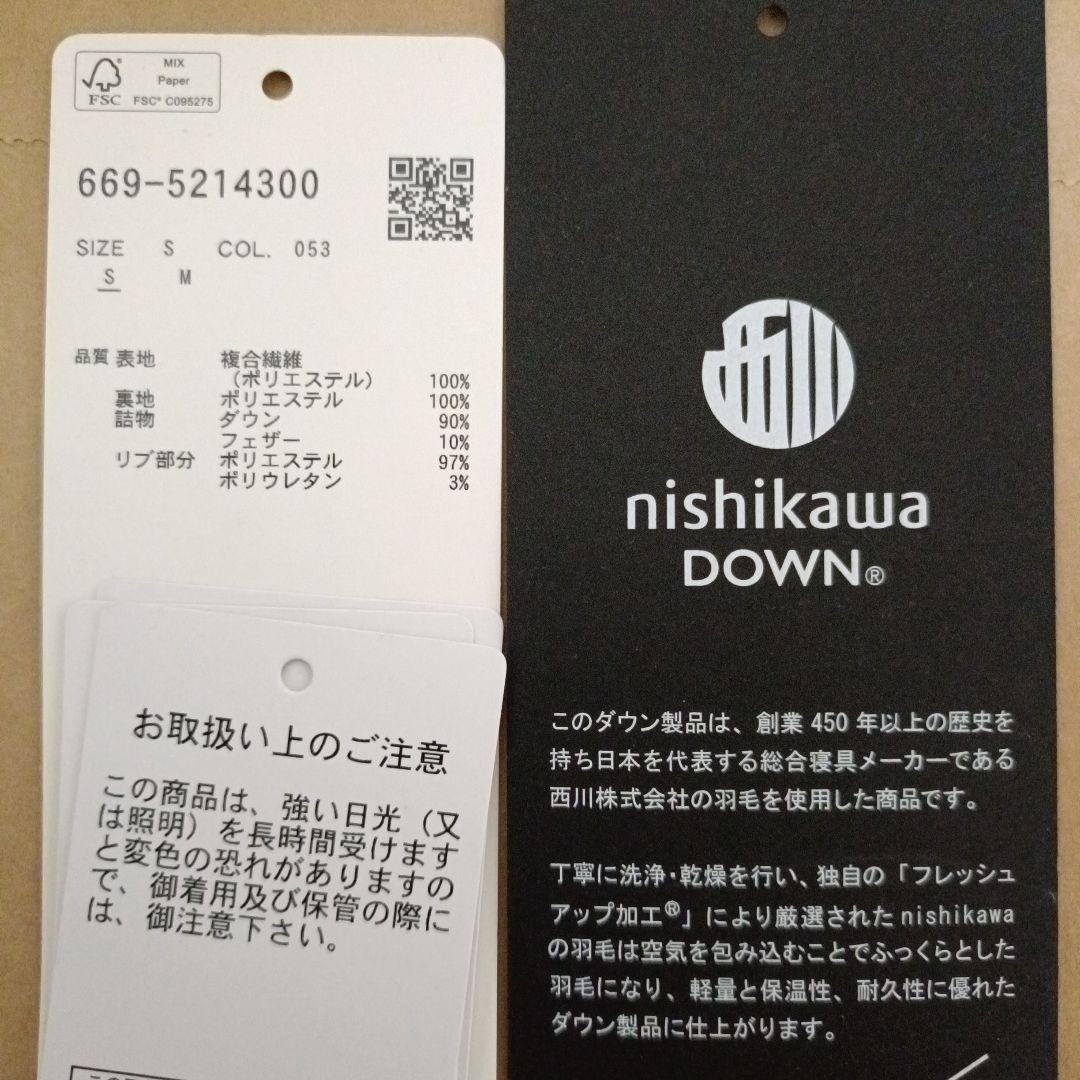 MIX
Paper
FSC
FSC® C095275
669-5214300
SIZE S COL. 053
S M
品質 表地 複合繊維
(ポリエステル) 100%
裏地 ポリエステル 100%
詰物 ダウン 90%
フェザー 10%
リブ部分 ポリエステル 97%
ポリウレタン 3%
お取扱い上のご注意
この商品は、強い日光（又
は照明）を長時間受けます
と変色の恐れがありますの
で、御着用及び保管の際に
は、御注意下さい。
西川
nishikawa
DOWN®
このダウン製品は、創業 450 年以上の歴史を
持ち日本を代表する総合寝具メーカーである
西川株式会社の羽毛を使用した商品です。
丁寧に洗浄・乾燥を行い、独自の「フレッシュ
アップ加工®」により厳選された nishikawa
の羽毛は空気を包み込むことでふっくらとした
羽毛になり、軽量と保温性、耐久性に優れた
ダウン製品に仕上がります。